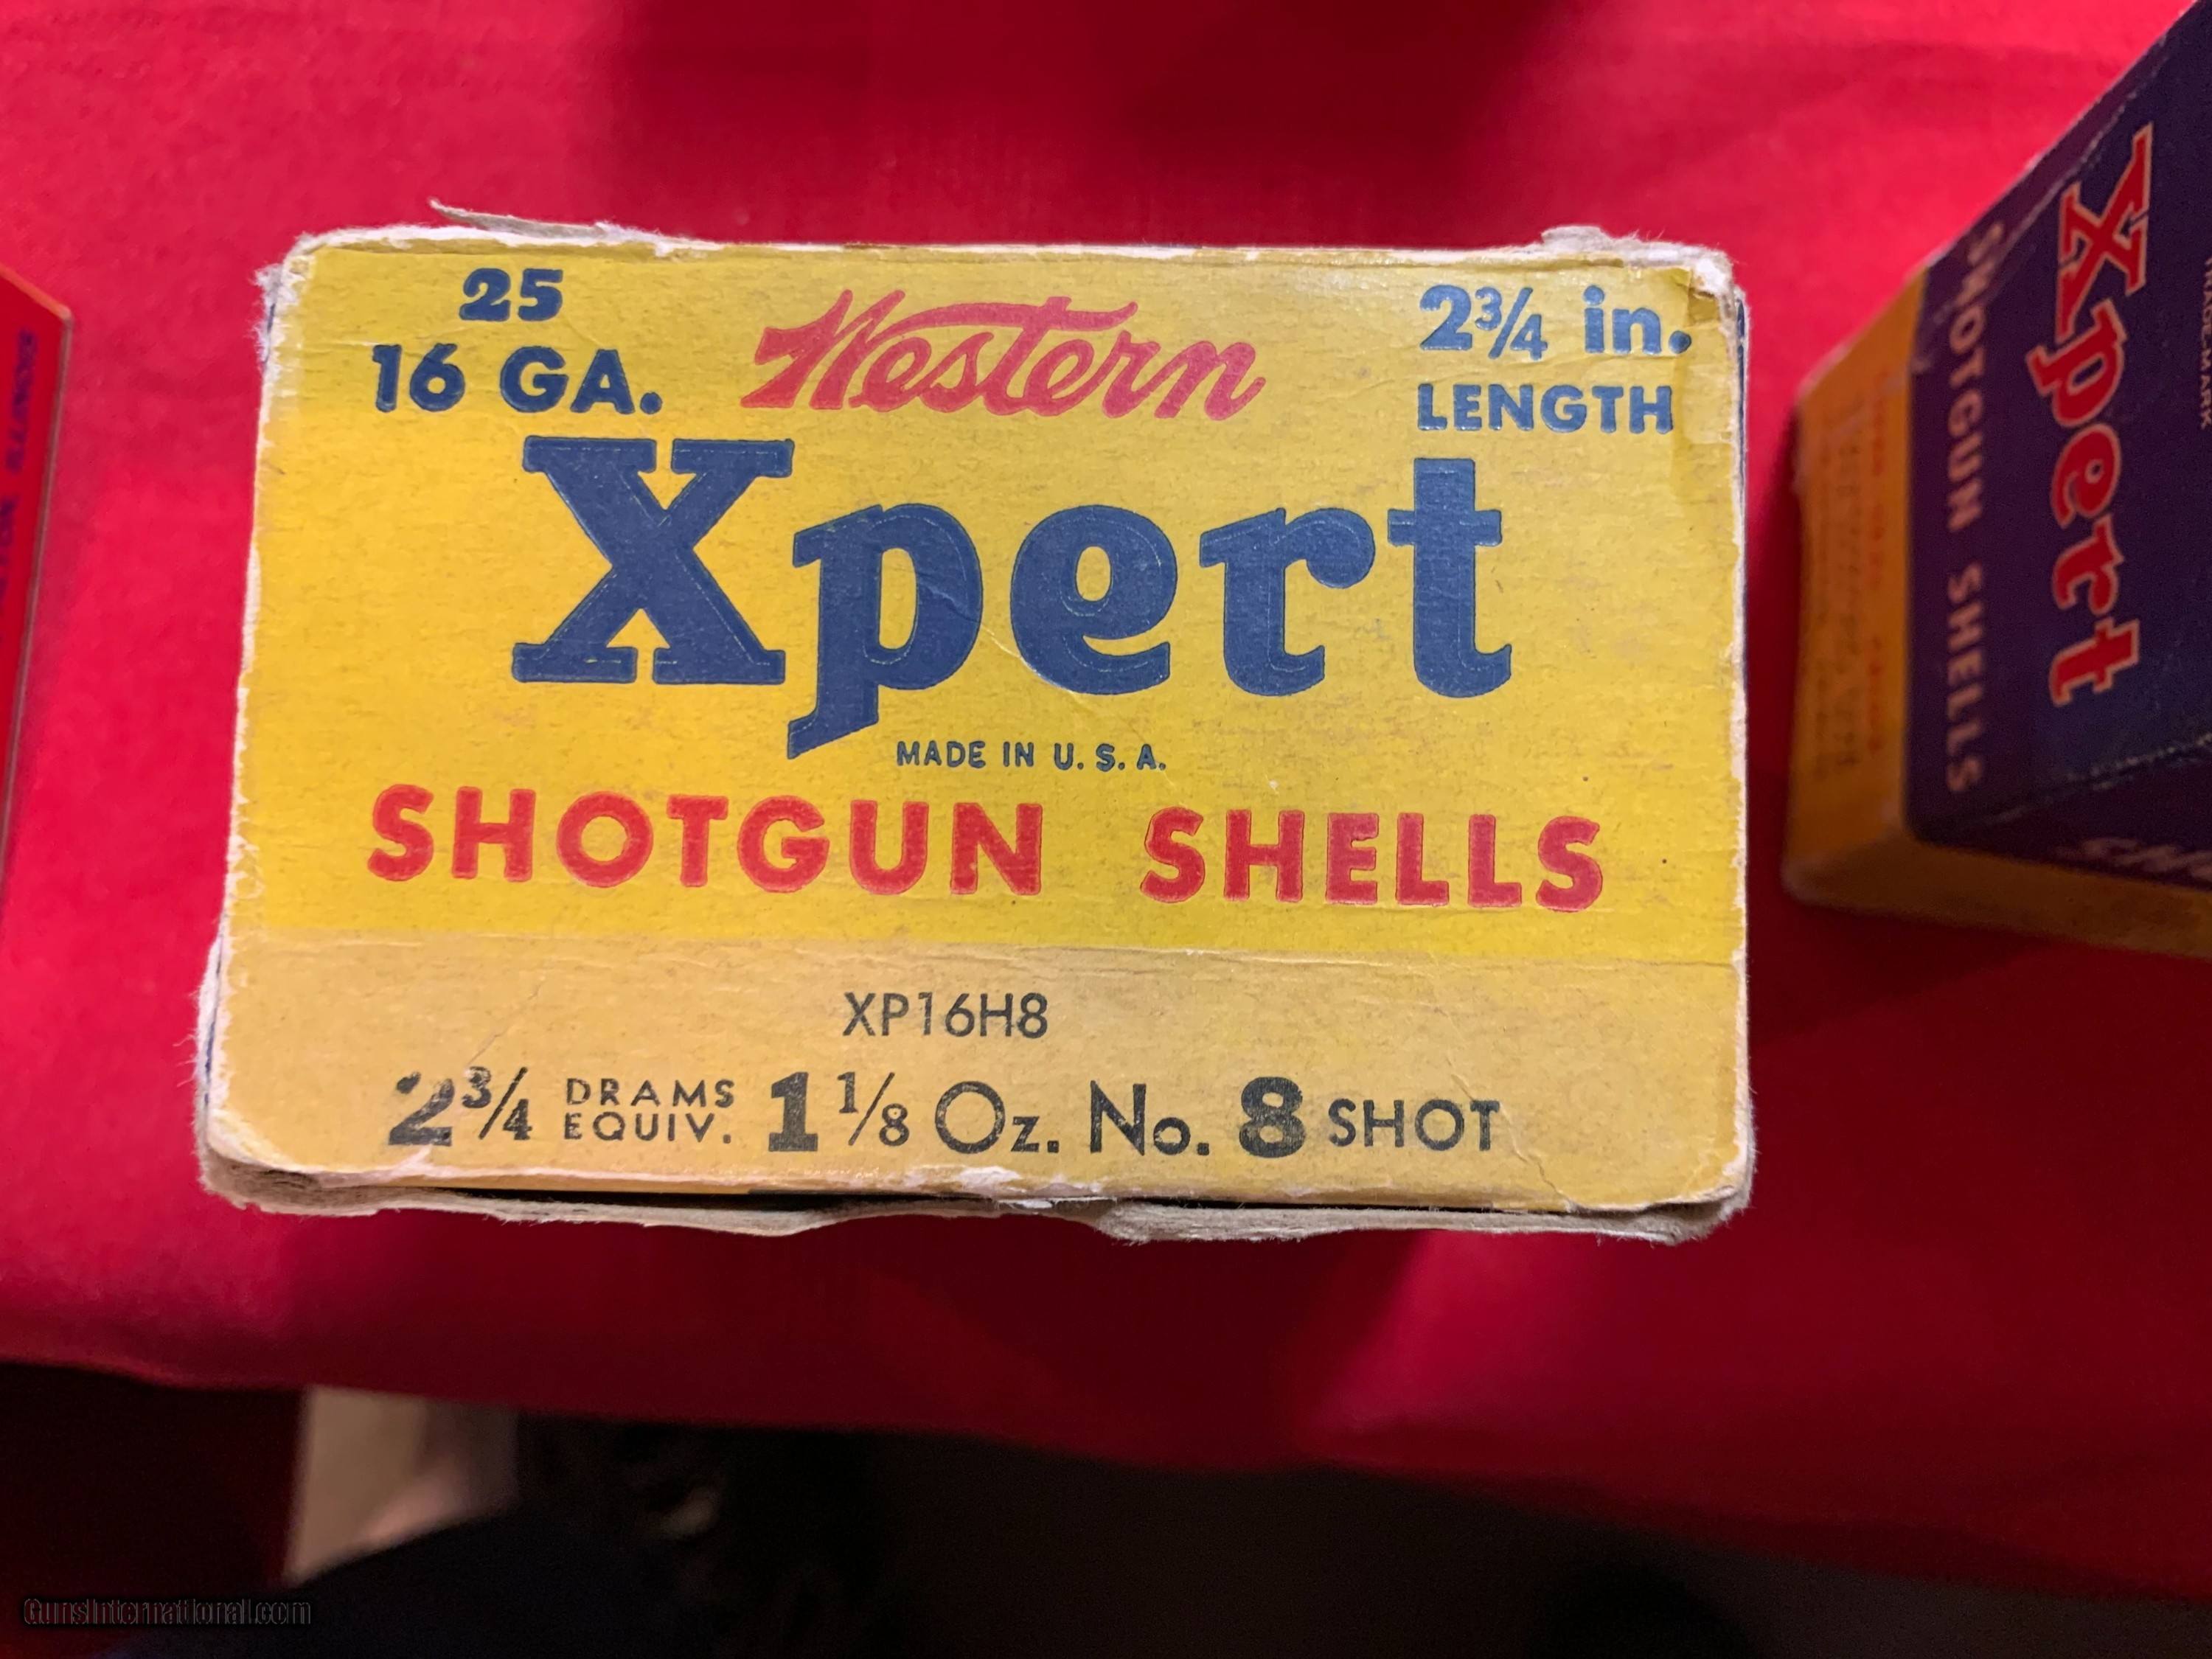 25
16 GA.
Western
2¾ in.
LENGTH
Xpert
MADE IN U. S. A.
SHOTGUN SHELLS
XP16H8
2¾ DRAMS EQUIV. 1⅛ Oz. No. 8 SHOT
Xpert
SHOTGUN SHELLS
GunsInternational.com